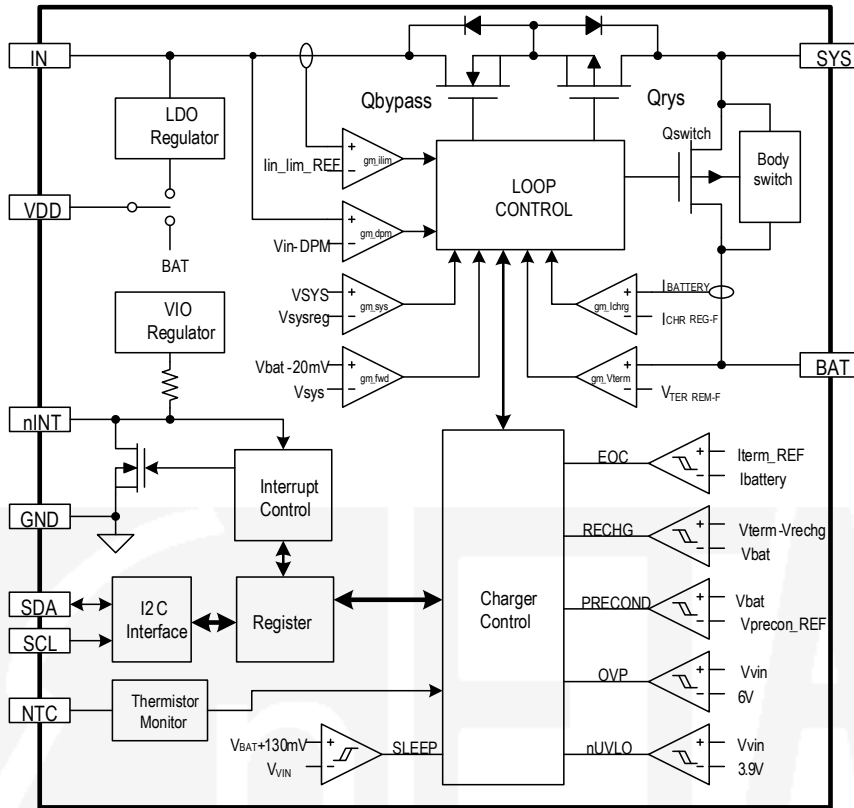 IN
SYS
Qbypass
Qrys
LDO
Regulator
Iin_lim_REF
+
−
gm_ilim
LOOP
CONTROL
Qswitch
Body
switch
VDD
BAT
Vin-DPM
+
−
gm_dpm
VIO
Regulator
VSYS
Vsysreg
+
−
gm_sys
gm_Ichrg
+
−
IBATTERY
ICHR REG-F
Vbat-20mV
Vsys
+
−
gm_fwd
gm_Vterm
+
−
VTER REM-F
BAT
nINT
GND
Interrupt
Control
EOC
+
−
Iterm_REF
Ibattery
RECHG
+
−
Vterm-Vrechg
Vbat
SDA
SCL
I2C
Interface
Register
Charger
Control
PRECOND
+
−
Vbat
Vprecon_REF
NTC
Thermistor
Monitor
OVP
+
−
Vvin
6V
VBAT+130mV
VVIN
+
−
SLEEP
nUVLO
+
−
Vvin
3.9V